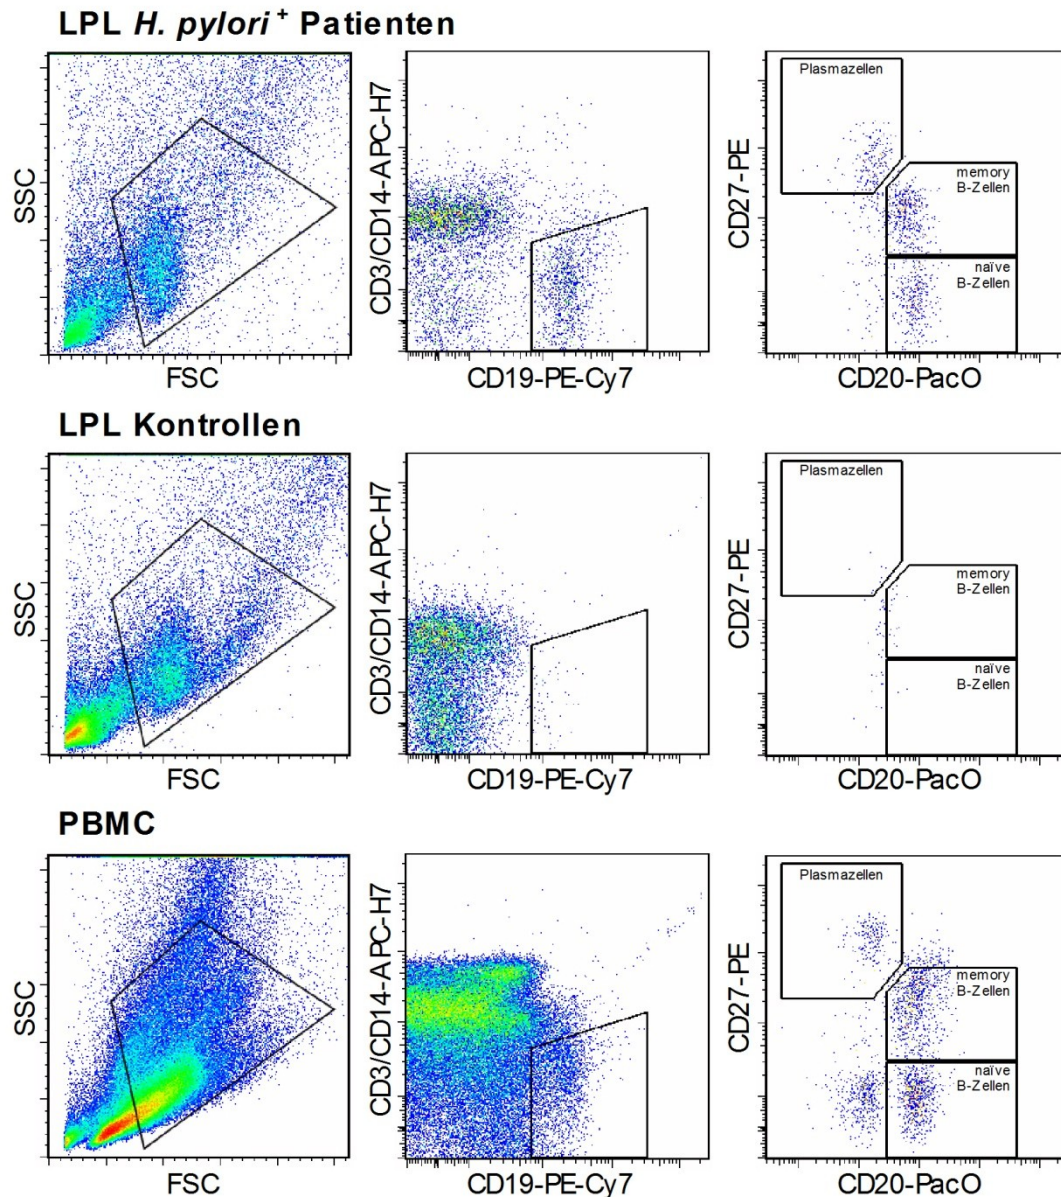 LPL H. pylori + Patienten
SSC
FSC
CD3/CD14-APC-H7
CD19-PE-Cy7
CD27-PE
Plasmazellen
memory
B-Zellen
naïve
B-Zellen
CD20-PacO
LPL Kontrollen
SSC
FSC
CD3/CD14-APC-H7
CD19-PE-Cy7
CD27-PE
Plasmazellen
memory
B-Zellen
naïve
B-Zellen
CD20-PacO
PBMC
SSC
FSC
CD3/CD14-APC-H7
CD19-PE-Cy7
CD27-PE
Plasmazellen
memory
B-Zellen
naïve
B-Zellen
CD20-PacO